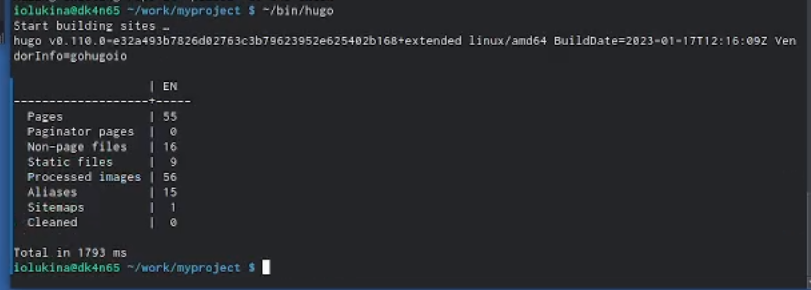 iolukina@dk4n65 ~/work/myproject $ ~/bin/hugo
Start building sites …
hugo v0.110.0-e32a493b7826d02763c3b79623952e625402b168+extended linux/amd64 BuildDate=2023-01-17T12:16:09Z Ven
dorInfo=gohugoio
| EN
-------------------+-----
Pages | 55
Paginator pages | 0
Non-page files | 16
Static files | 9
Processed images | 56
Aliases | 15
Sitemaps | 1
Cleaned | 0
Total in 1793 ms
iolukina@dk4n65 ~/work/myproject $